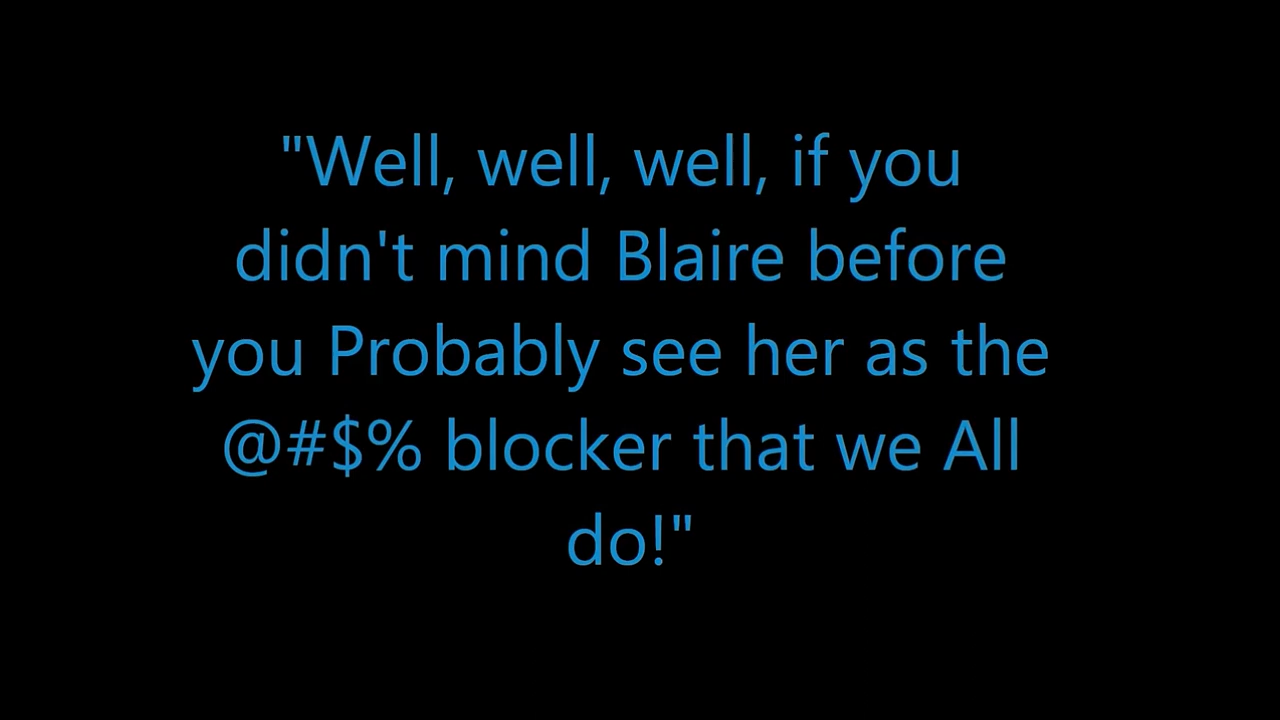 "Well, well, well, if you
didn't mind Blaire before
you Probably see her as the
@#$% blocker that we All
do!"